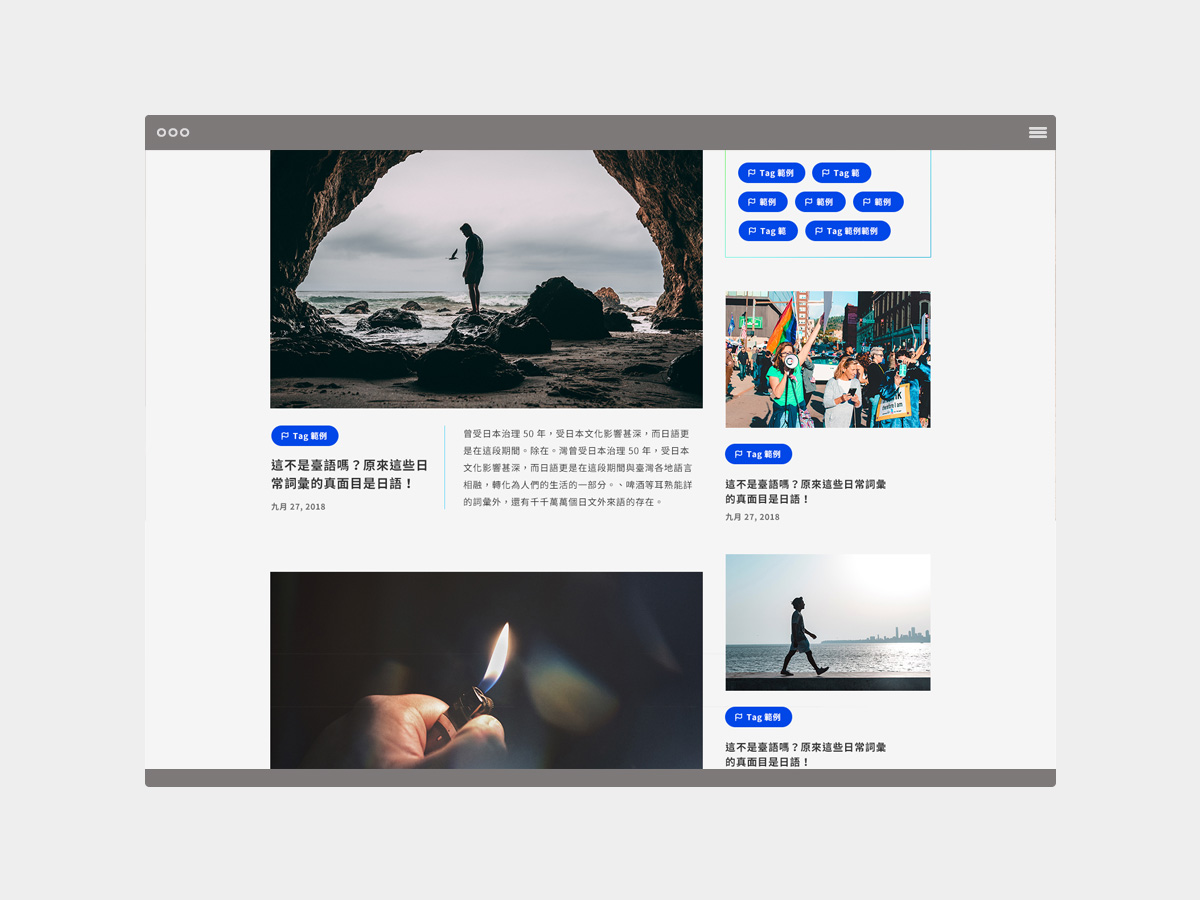 Tag 範例
Tag 範
範例
範例
範例
Tag 範
Tag 範例範例
Tag 範例
這不是臺語嗎？原來這些日
常詞彙的真面目是日語！
九月 27, 2018
曾受日本治理 50 年，受日本文化影響甚深，而日語更
是在這段期間。除在。灣曾受日本治理 50 年，受日本
文化影響甚深，而日語更是在這段期間與臺灣各地語言
相融，轉化為人們的生活的一部分。、啤酒等耳熟能詳
的詞彙外，還有千千萬萬個日文外來語的存在。
Tag 範例
這不是臺語嗎？原來這些日常詞彙
的真面目是日語！
九月 27, 2018
Tag 範例
這不是臺語嗎？原來這些日常詞彙
的真面目是日語！